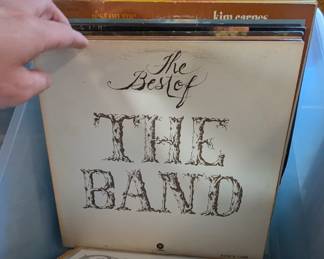 kim carnes
The
Best of
THE
BAND